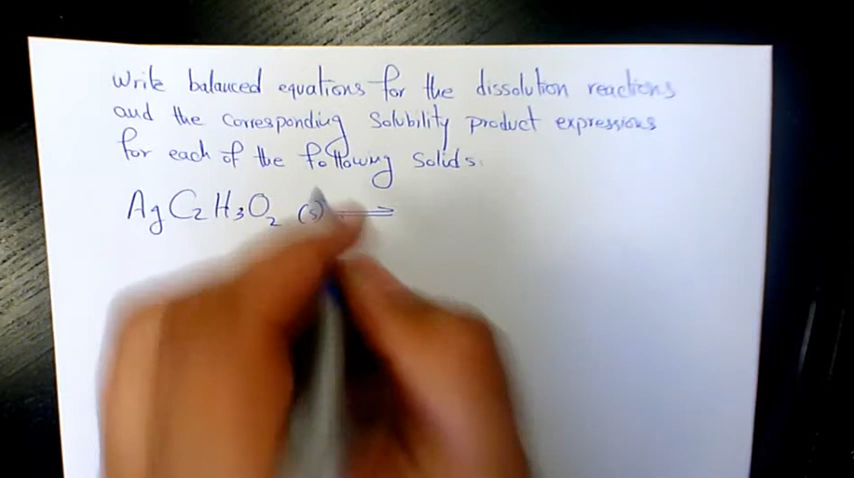 Write balanced equations for the dissolution reactions
and the corresponding solubility product expressions
for each of the following solids:
AgC₂H₃O₂ (s) ⇌